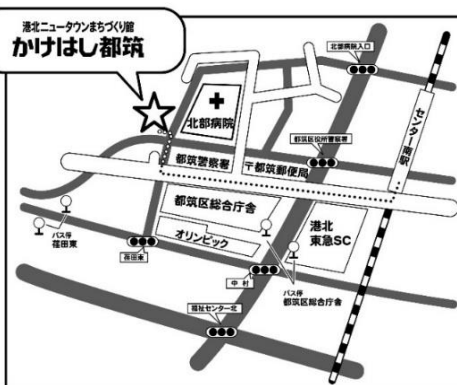 港北ニュータウンまちづくり館
かけはし都筑
北部病院入口
北部病院
センター南駅
都筑区役所警察署
都筑警察署
〒都筑郵便局
都筑区総合庁舎
港北
東急SC
オリンピック
バス停
荏田東
荏田東
中村
バス停
都筑区総合庁舎
福祉センター北